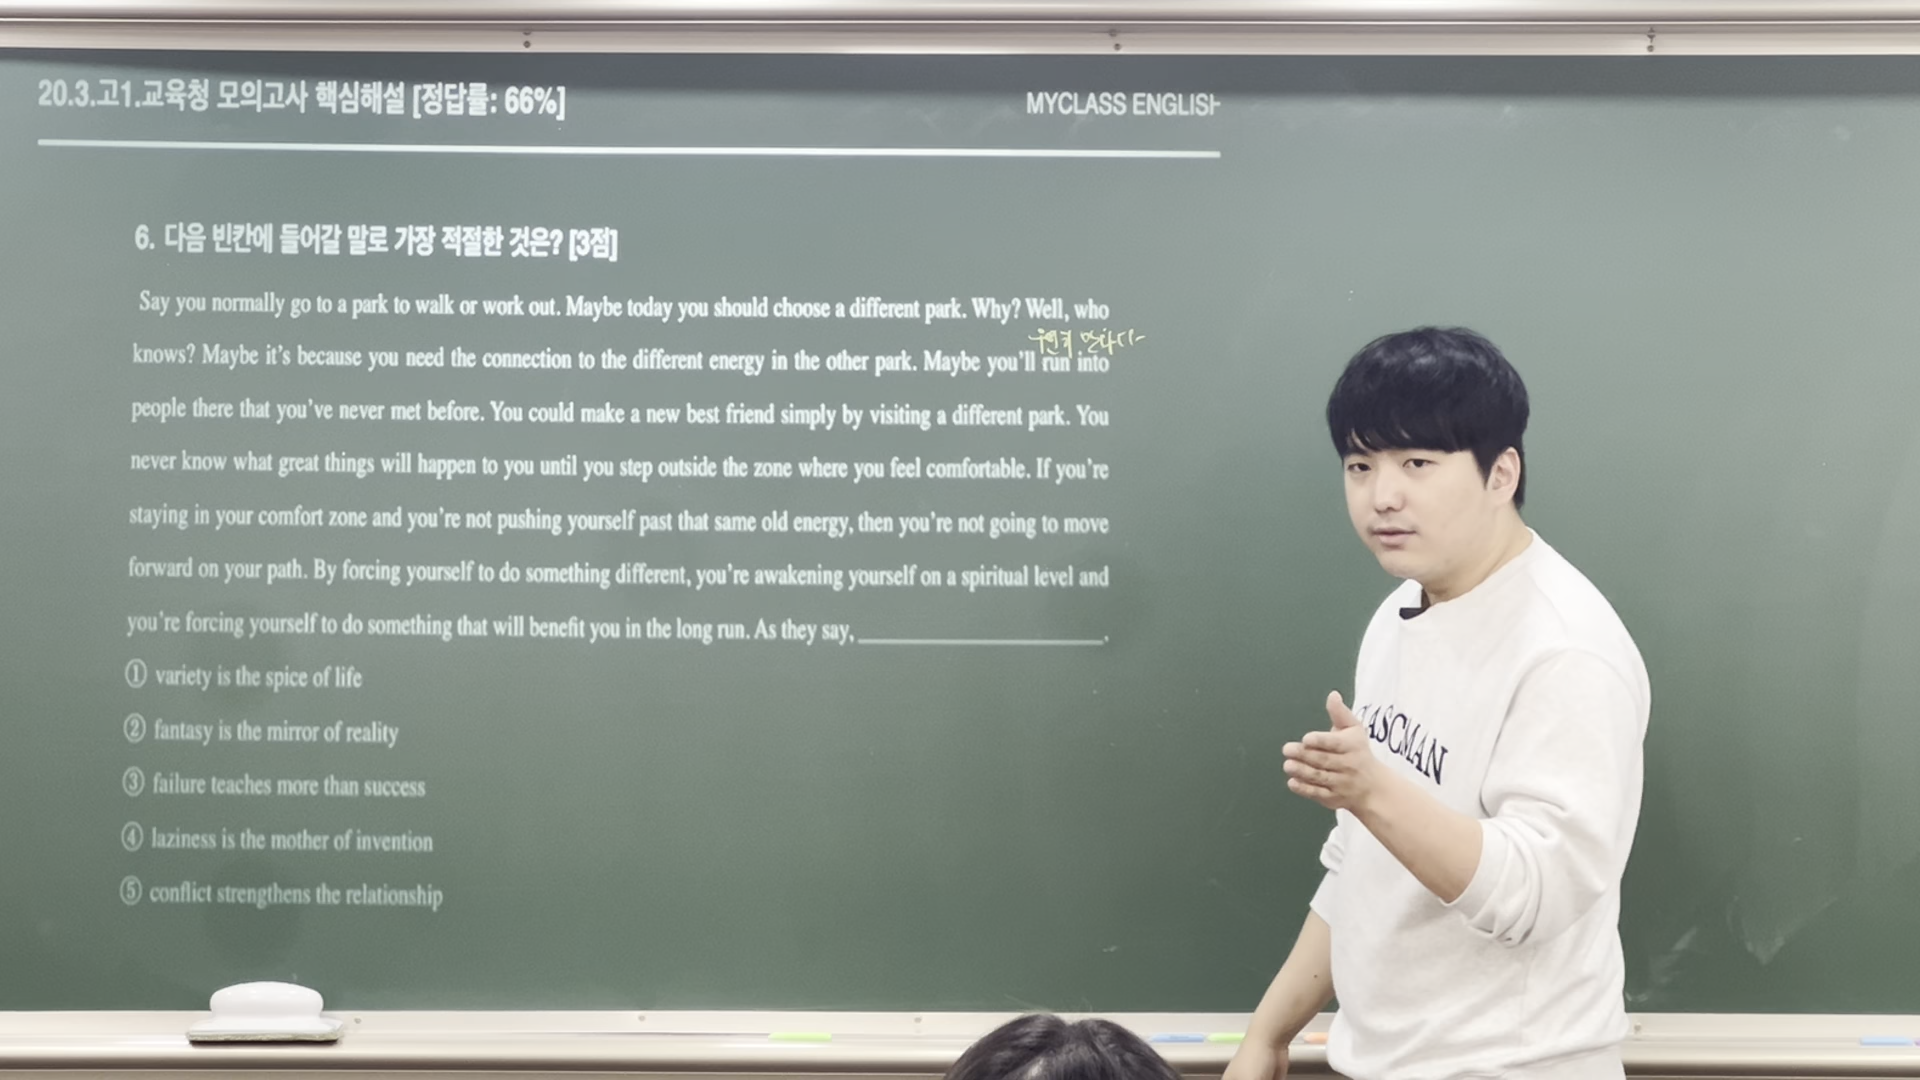 20.3.고1.교육청 모의고사 핵심해설 [정답률: 66%]
MYCLASS ENGLISH
6. 다음 빈칸에 들어갈 말로 가장 적절한 것은? [3점]
Say you normally go to a park to walk or work out. Maybe today you should choose a different park. Why? Well, who
우연히 만나다
knows? Maybe it's because you need the connection to the different energy in the other park. Maybe you'll run into
people there that you've never met before. You could make a new best friend simply by visiting a different park. You
never know what great things will happen to you until you step outside the zone where you feel comfortable. If you're
staying in your comfort zone and you're not pushing yourself past that same old energy, then you're not going to move
forward on your path. By forcing yourself to do something different, you're awakening yourself on a spiritual level and
you're forcing yourself to do something that will benefit you in the long run. As they say, ____________.
① variety is the spice of life
② fantasy is the mirror of reality
③ failure teaches more than success
④ laziness is the mother of invention
⑤ conflict strengthens the relationship
ASCMAN